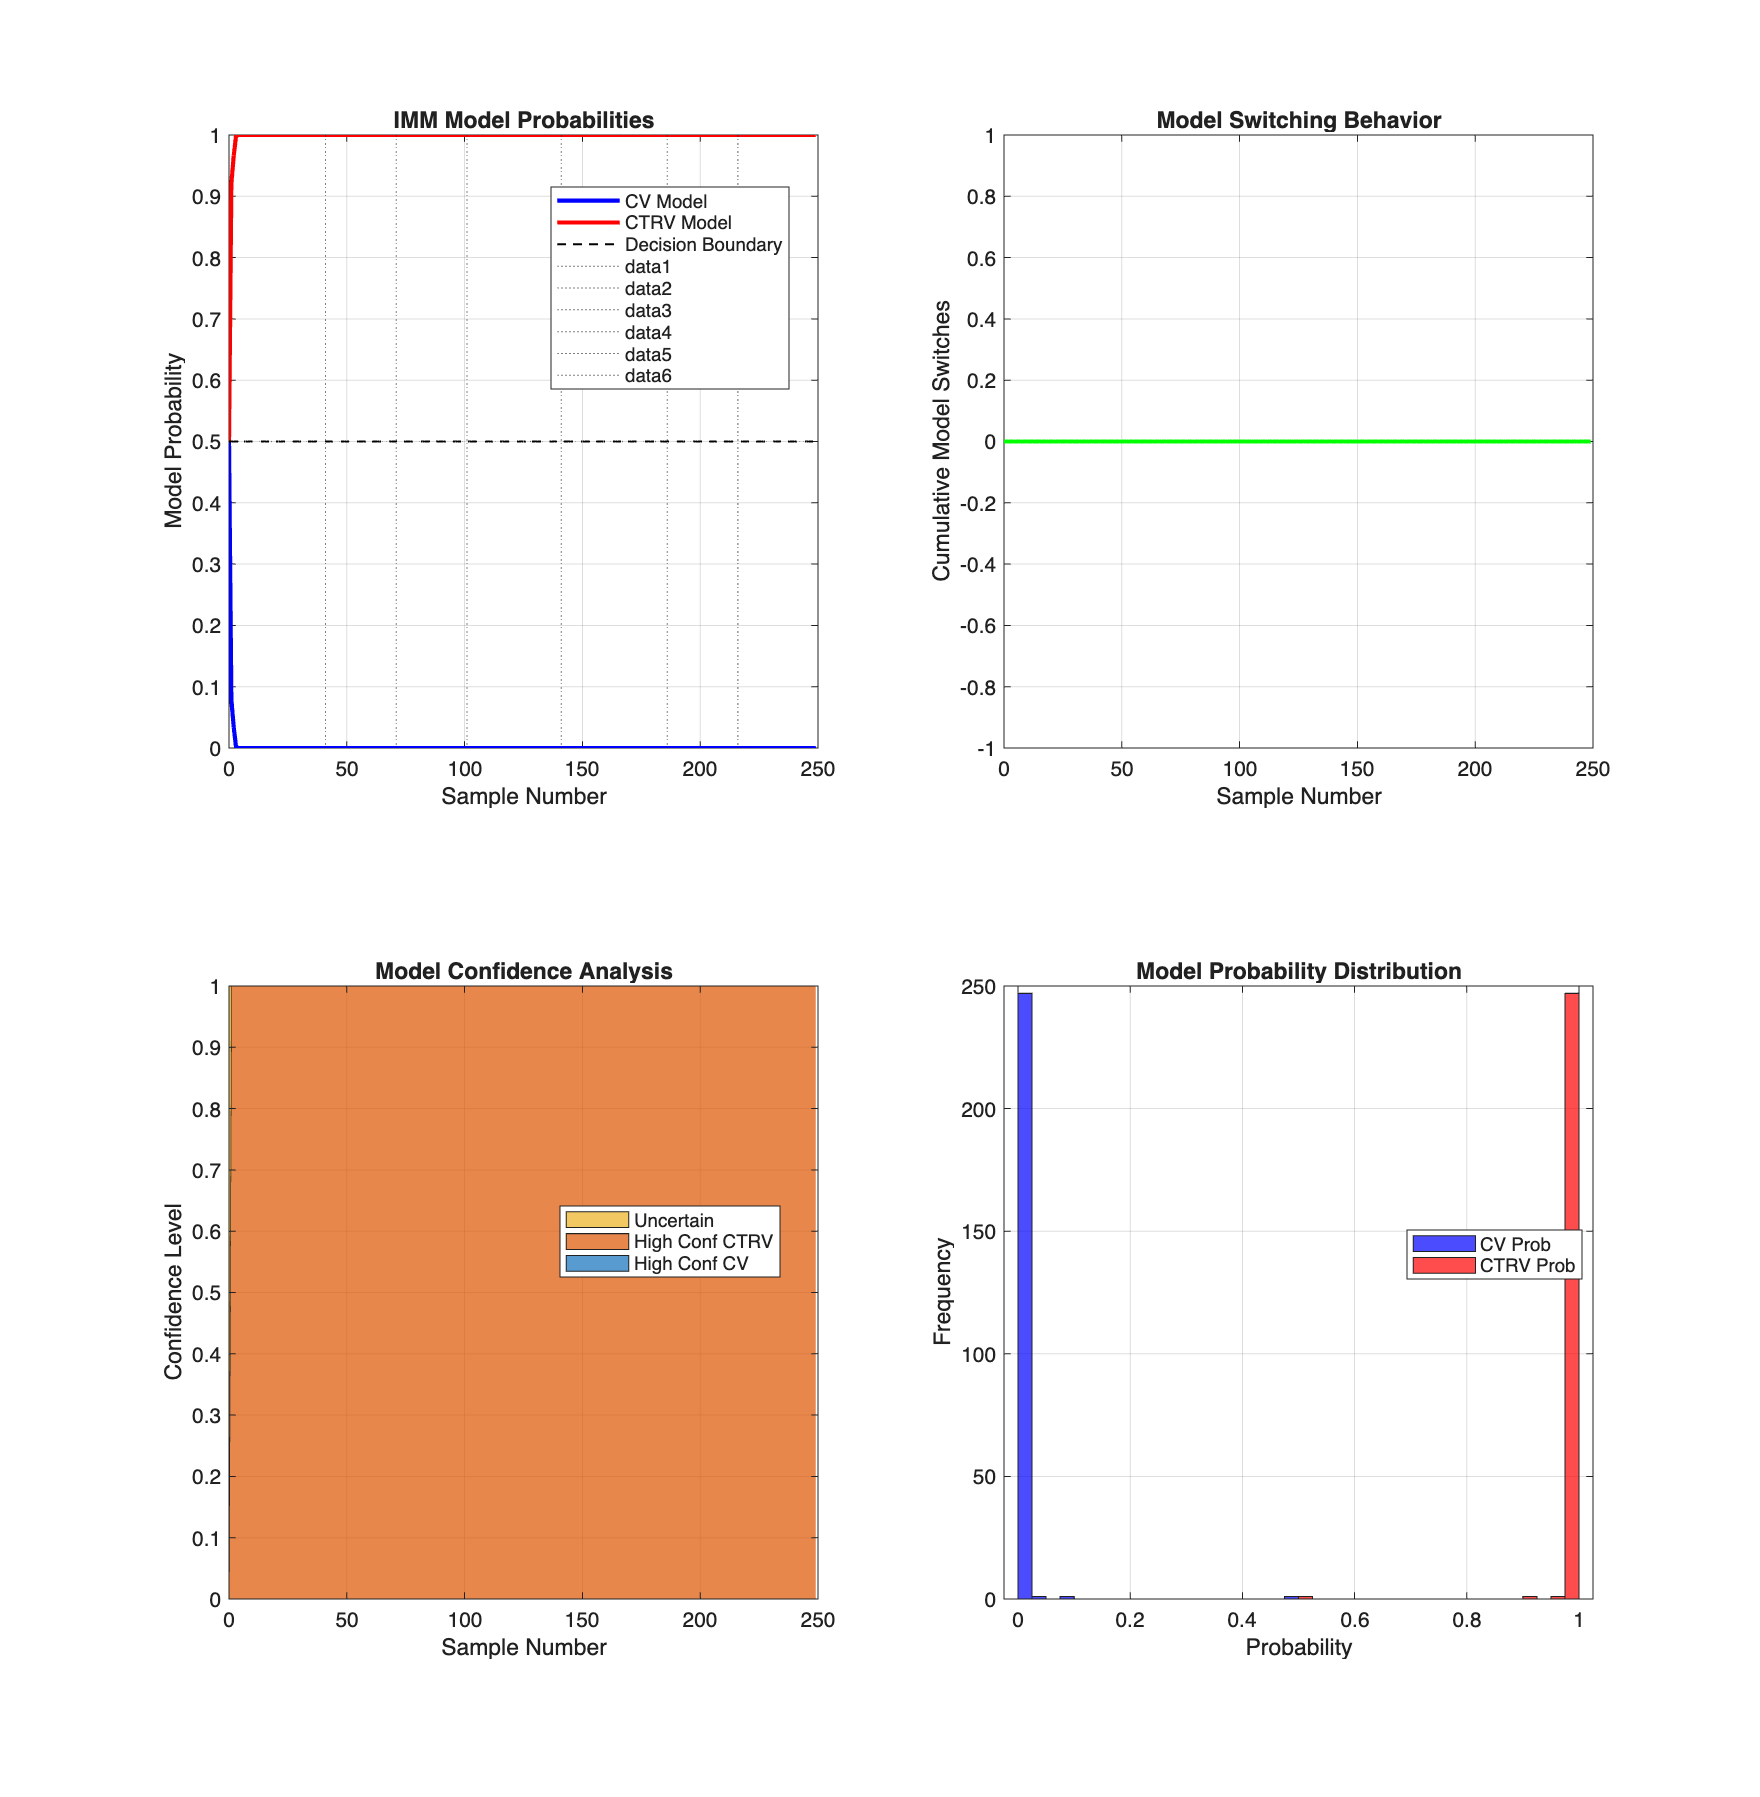 IMM Model Probabilities
1
0.9
0.8
0.7
0.6
0.5
0.4
0.3
0.2
0.1
0
Model Probability
0 50 100 150 200 250
Sample Number
CV Model
CTRV Model
Decision Boundary
data1
data2
data3
data4
data5
data6
Model Switching Behavior
1
0.8
0.6
0.4
0.2
0
-0.2
-0.4
-0.6
-0.8
-1
Cumulative Model Switches
0 50 100 150 200 250
Sample Number
Model Confidence Analysis
1
0.9
0.8
0.7
0.6
0.5
0.4
0.3
0.2
0.1
0
Confidence Level
0 50 100 150 200 250
Sample Number
Uncertain
High Conf CTRV
High Conf CV
Model Probability Distribution
250
200
150
100
50
0
Frequency
0 0.2 0.4 0.6 0.8 1
Probability
CV Prob
CTRV Prob